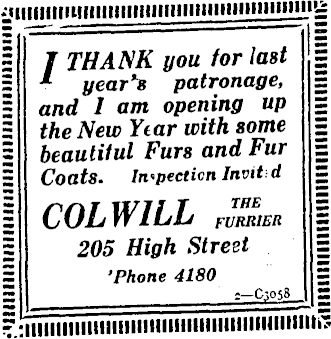 I THANK you for last
year's patronage,
and I am opening up
the New Year with some
beautiful Furs and Fur
Coats. Inspection Invited
COLWILL THE FURRIER
205 High Street
'Phone 4180
2—C3058